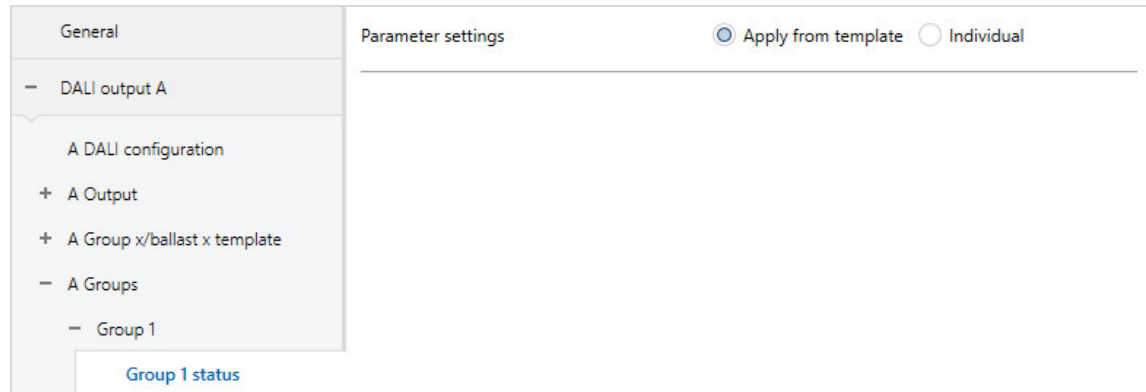 General
Parameter settings Apply from template Individual
DALI output A
A DALI configuration
A Output
A Group x/ballast x template
A Groups
Group 1
Group 1 status